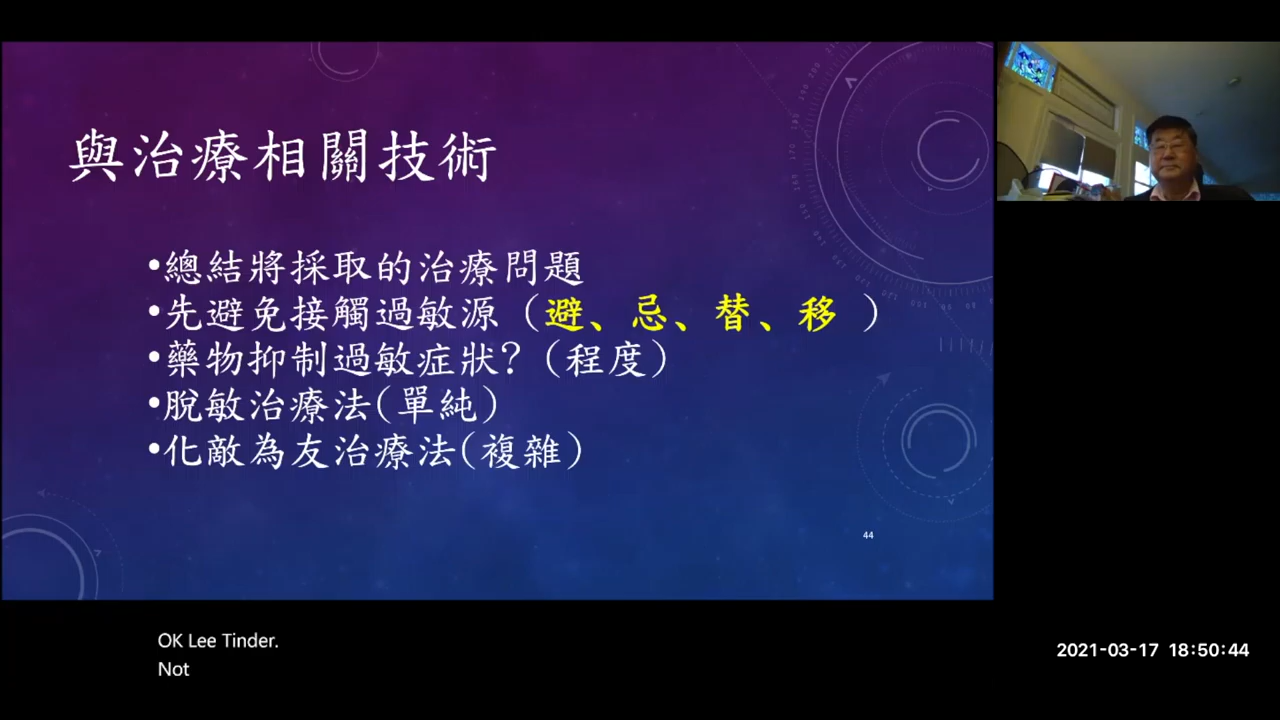 與治療相關技術
•總結將採取的治療問題
•先避免接觸過敏源（避、忌、替、移 ）
•藥物抑制過敏症狀?（程度）
•脫敏治療法(單純)
•化敵為友治療法(複雜)
44
OK Lee Tinder.
Not
2021-03-17 18:50:44